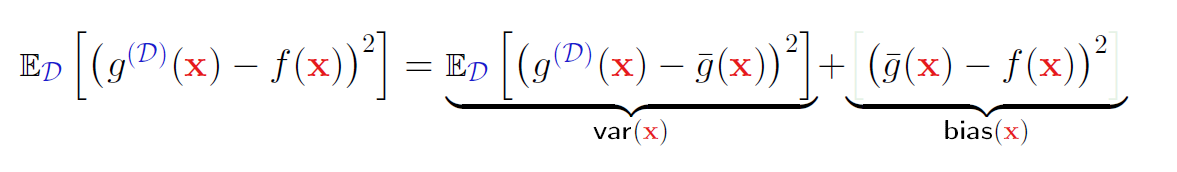 𝔼_𝒟 [ ( g^(𝒟)(𝐱) − f(𝐱) )^2 ] = 𝔼_𝒟 [ ( g^(𝒟)(𝐱) − ḡ(𝐱) )^2 ] + [ ( ḡ(𝐱) − f(𝐱) )^2 ]
var(𝐱) bias(𝐱)